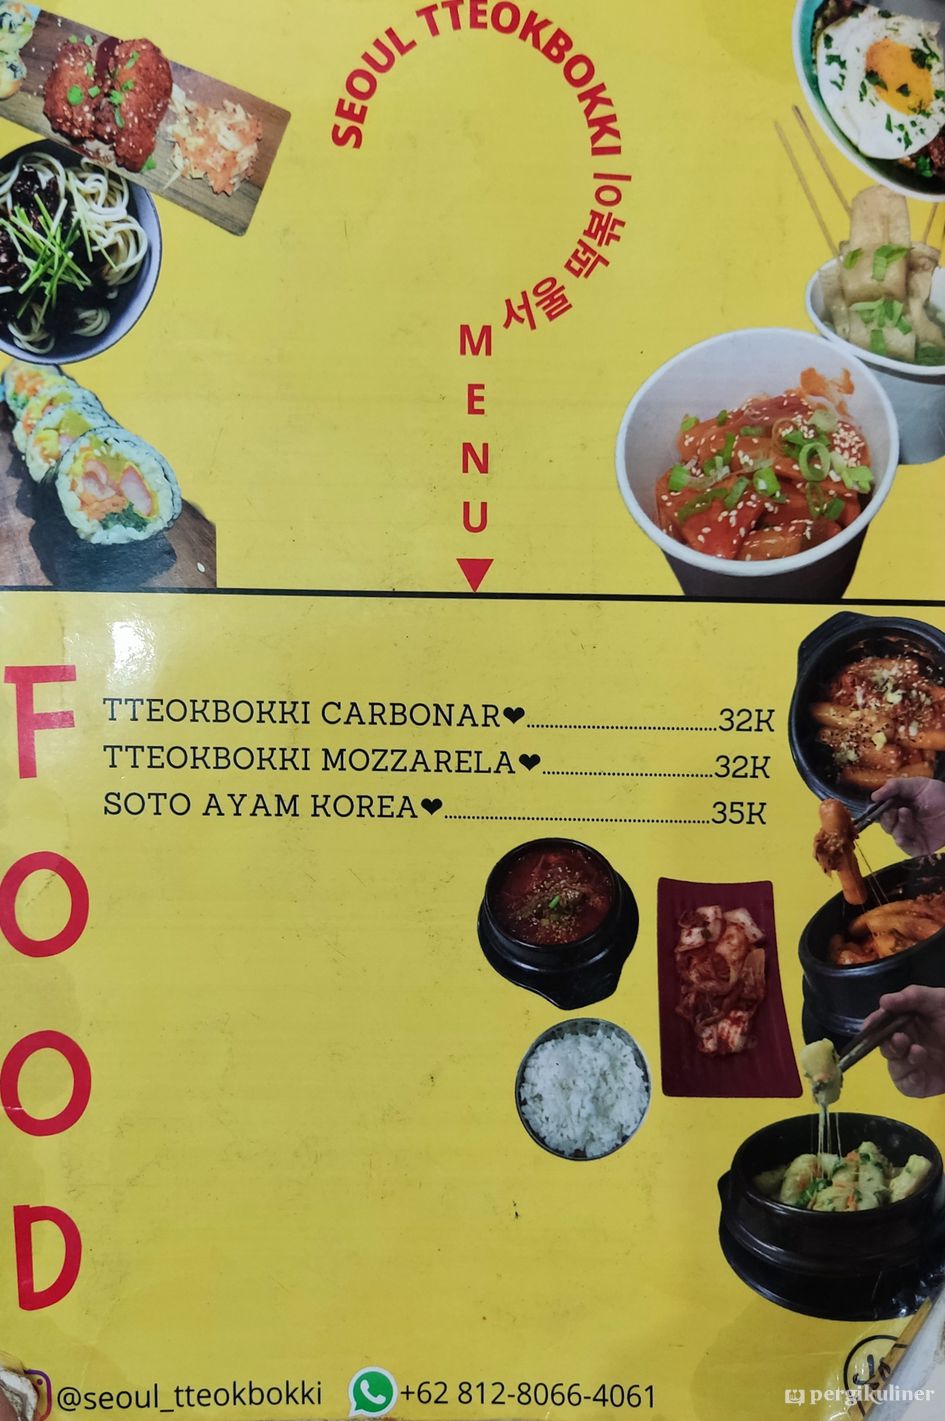 SEOUL TTEOKBOKKI 서울 떡볶이
MENU
FOOD
TTEOKBOKKI CARBONAR❤.....................................32K
TTEOKBOKKI MOZZARELA❤.................................32K
SOTO AYAM KOREA❤....................................................35K
@seoul_tteokbokki +62 812-8066-4061
pergikuliner